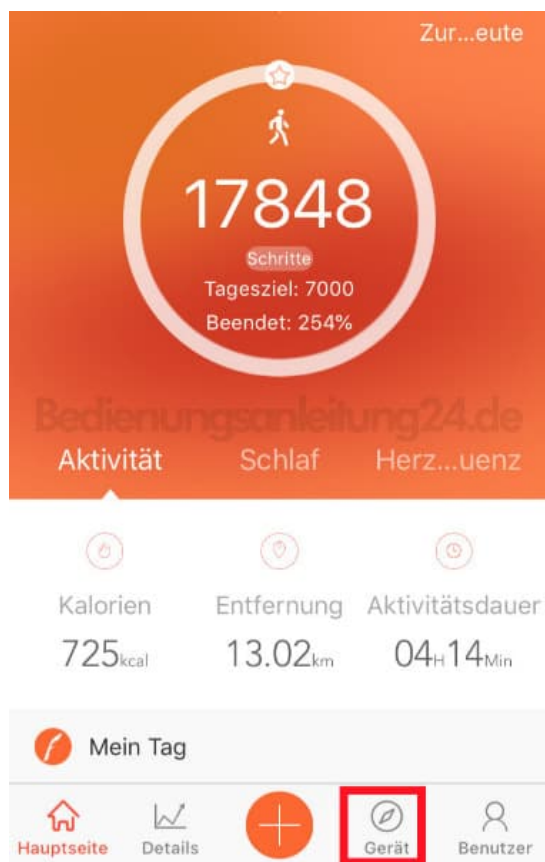 Zur...eute
17848
Schritte
Tagesziel: 7000
Beendet: 254%
Bedienungsanleitung24.de
Aktivität Schlaf Herz...uenz
Kalorien Entfernung Aktivitätsdauer
725kcal 13.02km 04H14Min
Mein Tag
Hauptseite Details Gerät Benutzer